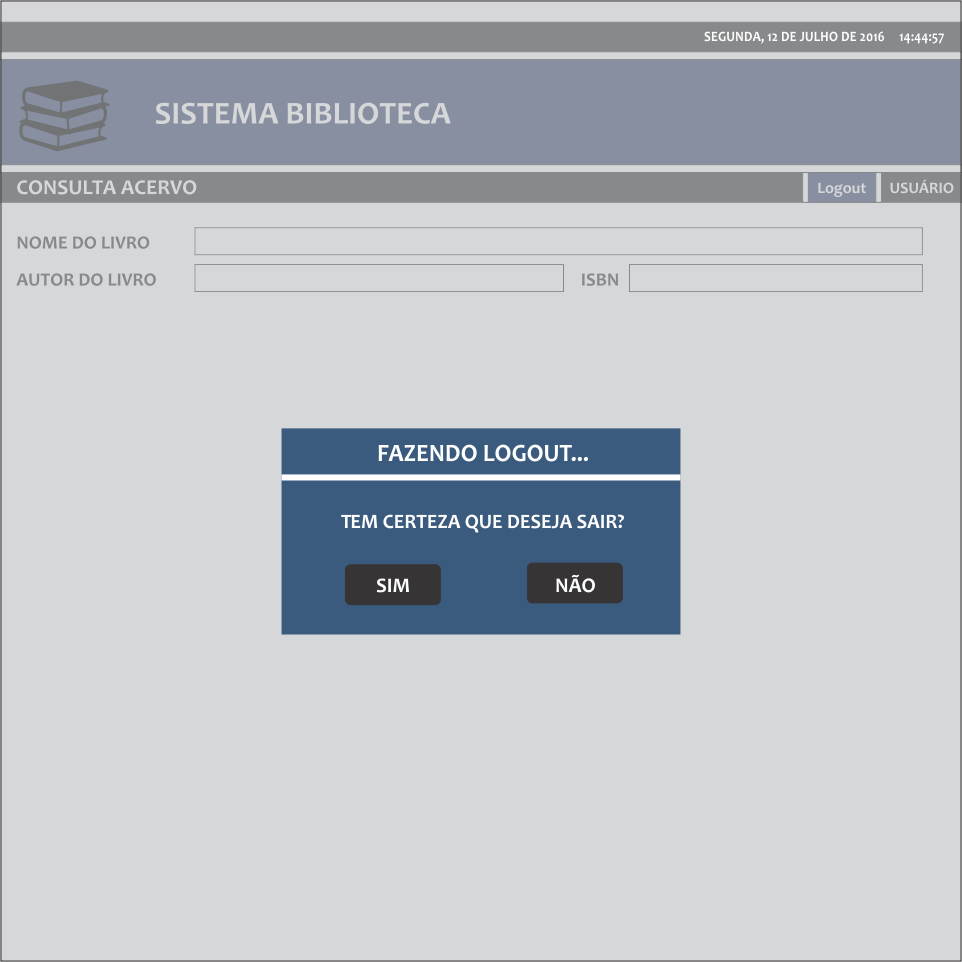 SEGUNDA, 12 DE JULHO DE 2016 14:44:57
SISTEMA BIBLIOTECA
CONSULTA ACERVO Logout USUÁRIO
NOME DO LIVRO
AUTOR DO LIVRO ISBN
FAZENDO LOGOUT...
TEM CERTEZA QUE DESEJA SAIR?
SIM NÃO